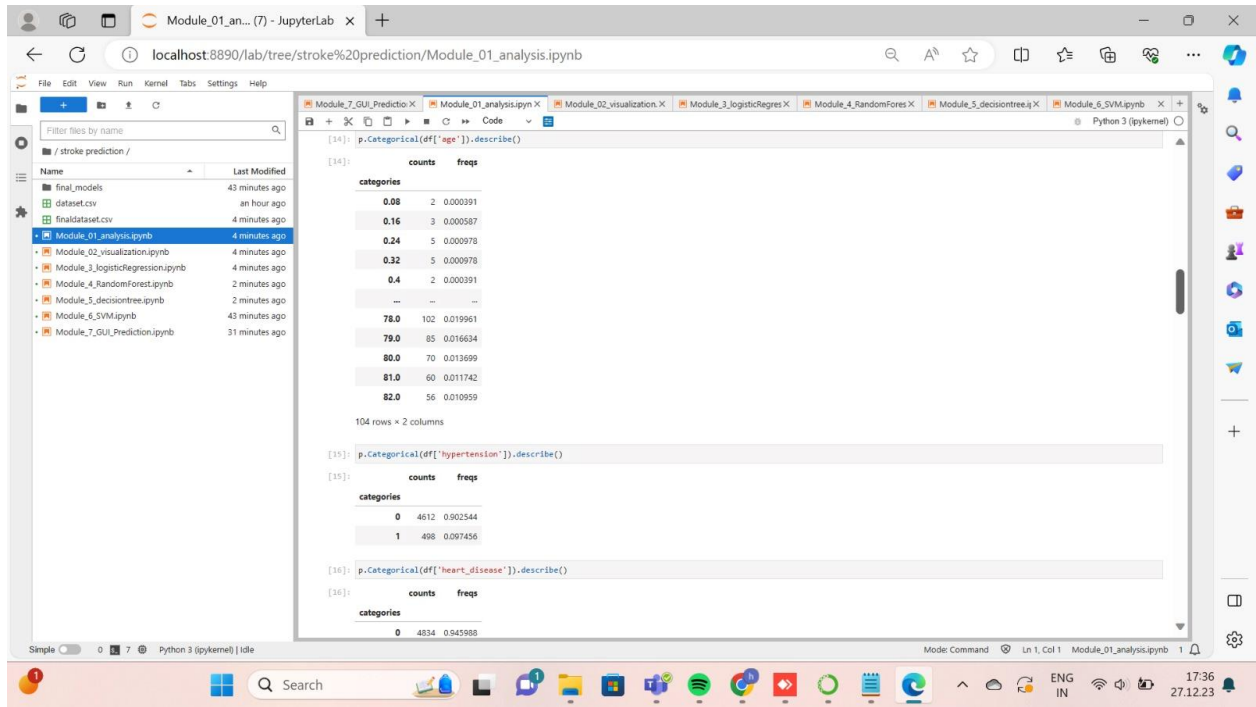 Module_01_an... (7) - JupyterLab
localhost:8890/lab/tree/stroke%20prediction/Module_01_analysis.ipynb
File Edit View Run Kernel Tabs Settings Help
Module_7_GUI_Predictio Module_01_analysis.ipyn Module_02_visualization. Module_3_logisticRegres Module_4_RandomFores Module_5_decisiontree.ij Module_6_SVM.ipynb
Code
Python 3 (ipykernel)
Filter files by name
/ stroke prediction /
Name Last Modified
final_models 43 minutes ago
dataset.csv an hour ago
finaldataset.csv 4 minutes ago
Module_01_analysis.ipynb 4 minutes ago
Module_02_visualization.ipynb 4 minutes ago
Module_3_logisticRegression.ipynb 4 minutes ago
Module_4_RandomForest.ipynb 2 minutes ago
Module_5_decisiontree.ipynb 2 minutes ago
Module_6_SVM.ipynb 43 minutes ago
Module_7_GUI_Prediction.ipynb 31 minutes ago
[14]: p.Categorical(df['age']).describe()
[14]: counts freqs
categories
0.08 2 0.000391
0.16 3 0.000587
0.24 5 0.000978
0.32 5 0.000978
0.4 2 0.000391
... ... ...
78.0 102 0.019961
79.0 85 0.016634
80.0 70 0.013699
81.0 60 0.011742
82.0 56 0.010959
104 rows × 2 columns
[15]: p.Categorical(df['hypertension']).describe()
[15]: counts freqs
categories
0 4612 0.902544
1 498 0.097456
[16]: p.Categorical(df['heart_disease']).describe()
[16]: counts freqs
categories
0 4834 0.945988
Simple 0 7 Python 3 (ipykernel) | Idle
Mode: Command Ln 1, Col 1 Module_01_analysis.ipynb 1
1
Search
1
ENG
IN
17:36
27.12.23